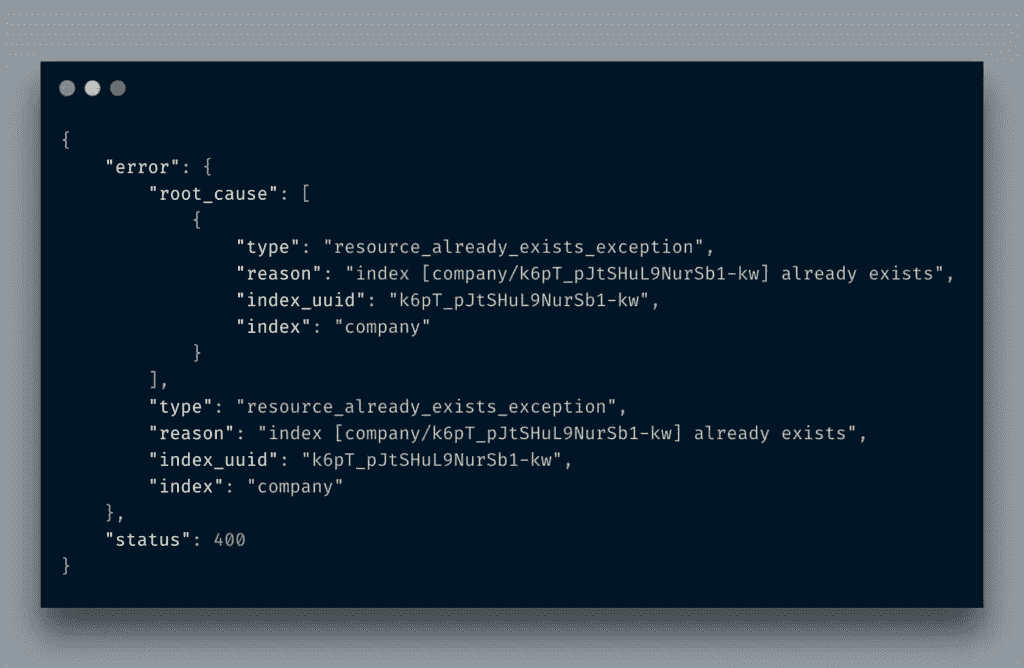 {
    "error": {
        "root_cause": [
            {
                "type": "resource_already_exists_exception",
                "reason": "index [company/k6pT_pJtSHuL9NurSb1-kw] already exists",
                "index_uuid": "k6pT_pJtSHuL9NurSb1-kw",
                "index": "company"
            }
        ],
        "type": "resource_already_exists_exception",
        "reason": "index [company/k6pT_pJtSHuL9NurSb1-kw] already exists",
        "index_uuid": "k6pT_pJtSHuL9NurSb1-kw",
        "index": "company"
    },
    "status": 400
}